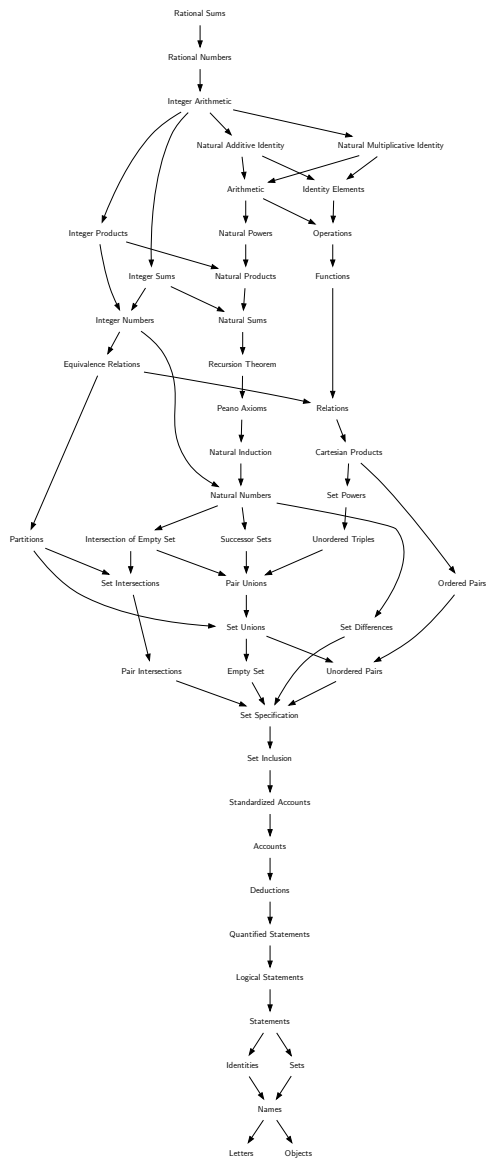 Rational Sums
Rational Numbers
Integer Arithmetic
Natural Additive Identity
Natural Multiplicative Identity
Arithmetic
Identity Elements
Integer Products
Natural Powers
Operations
Integer Sums
Natural Products
Functions
Integer Numbers
Natural Sums
Equivalence Relations
Recursion Theorem
Peano Axioms
Relations
Natural Induction
Cartesian Products
Natural Numbers
Set Powers
Partitions
Intersection of Empty Set
Successor Sets
Unordered Triples
Set Intersections
Pair Unions
Ordered Pairs
Set Unions
Set Differences
Pair Intersections
Empty Set
Unordered Pairs
Set Specification
Set Inclusion
Standardized Accounts
Accounts
Deductions
Quantified Statements
Logical Statements
Statements
Identities
Sets
Names
Letters
Objects